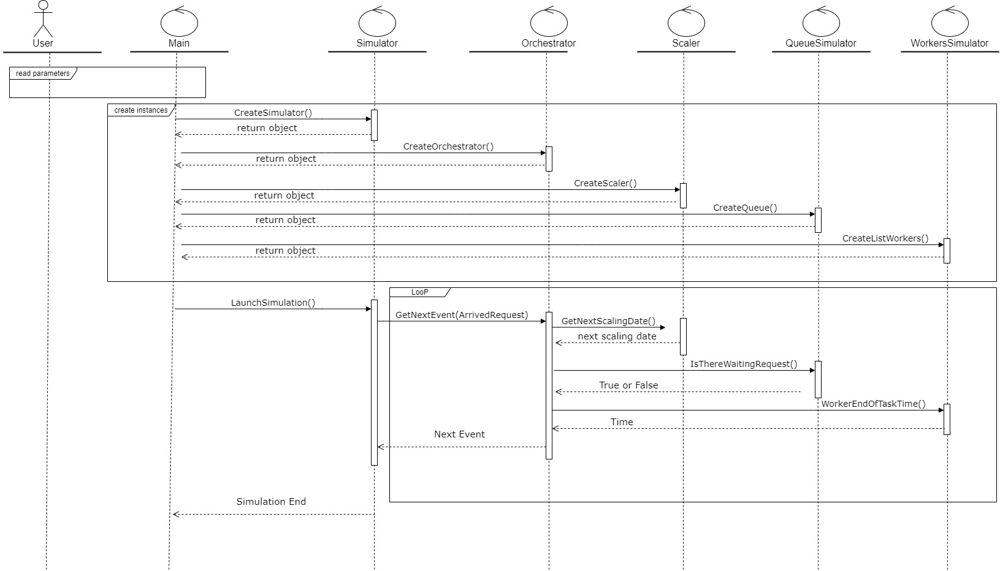 User
Main
Simulator
Orchestrator
Scaler
QueueSimulator
WorkersSimulator
read parameters
create instances
CreateSimulator()
return object
CreateOrchestrator()
return object
CreateScaler()
return object
CreateQueue()
return object
CreateListWorkers()
return object
LooP
LaunchSimulation()
GetNextEvent(ArrivedRequest)
GetNextScalingDate()
next scaling date
IsThereWaitingRequest()
True or False
WorkerEndOfTaskTime()
Time
Next Event
Simulation End